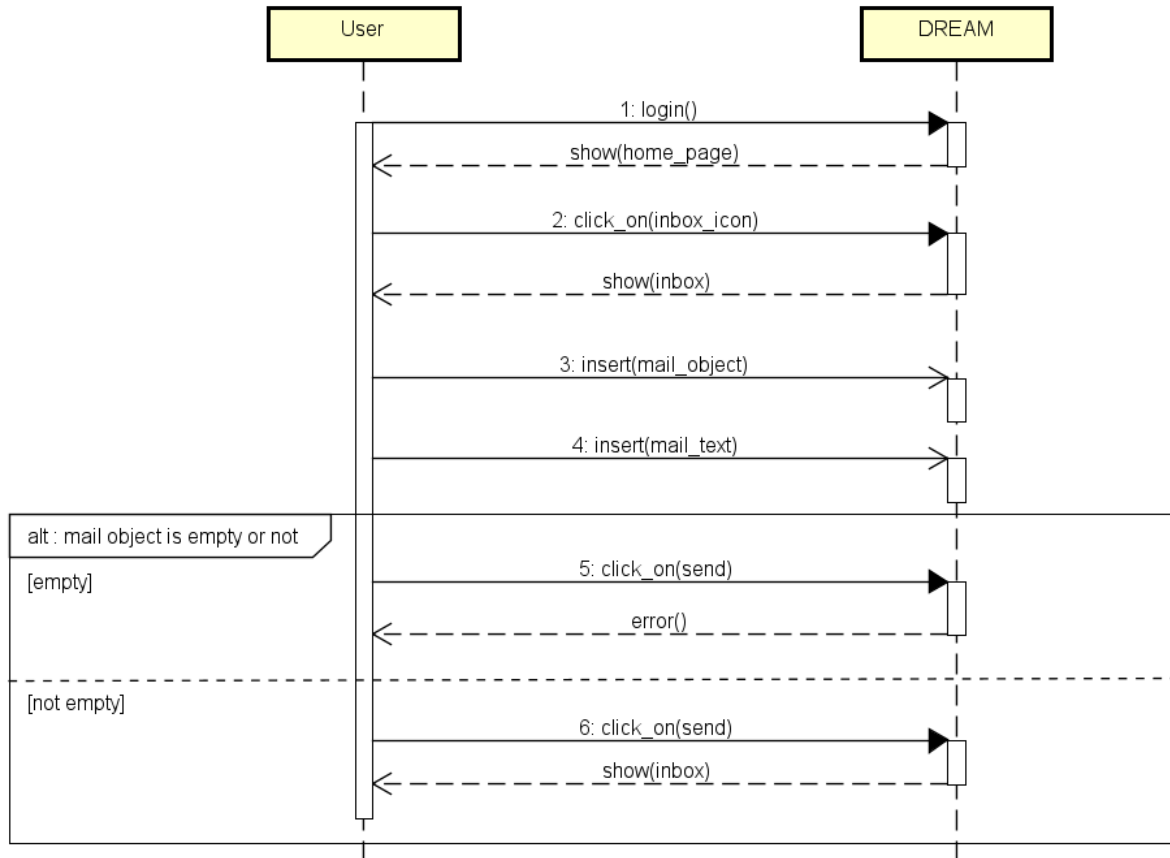 User
DREAM
1: login()
show(home_page)
2: click_on(inbox_icon)
show(inbox)
3: insert(mail_object)
4: insert(mail_text)
alt : mail object is empty or not
[empty]
5: click_on(send)
error()
[not empty]
6: click_on(send)
show(inbox)